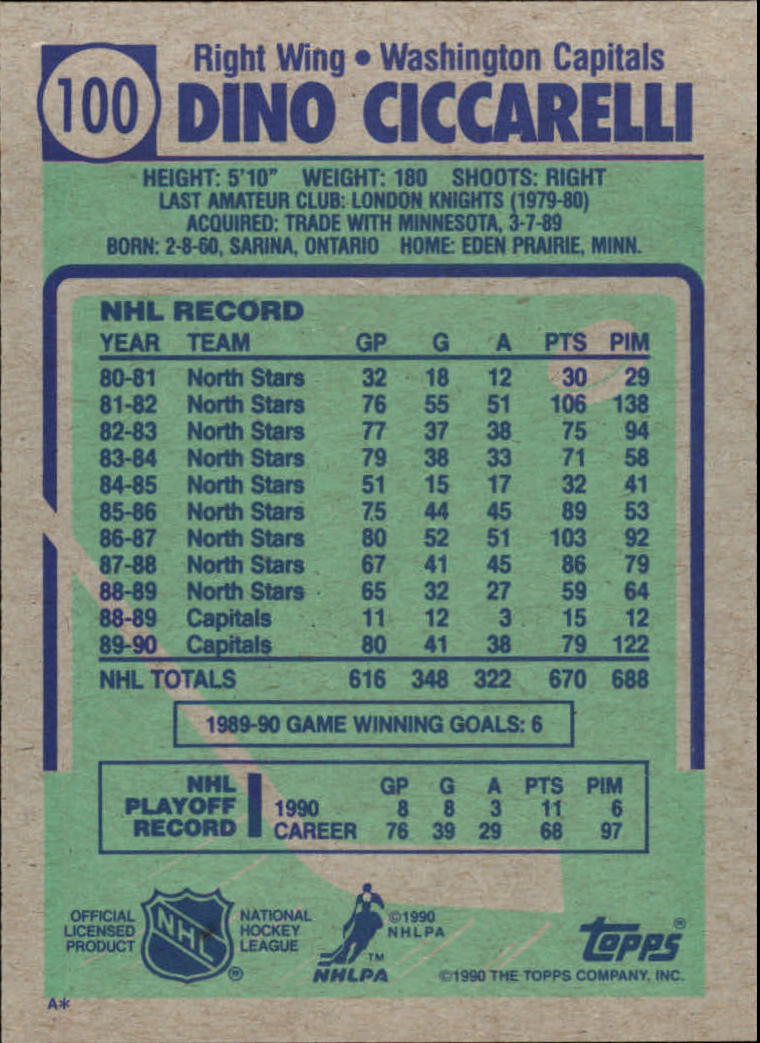 100
Right Wing • Washington Capitals
DINO CICCARELLI
HEIGHT: 5'10" WEIGHT: 180 SHOOTS: RIGHT
LAST AMATEUR CLUB: LONDON KNIGHTS (1979-80)
ACQUIRED: TRADE WITH MINNESOTA, 3-7-89
BORN: 2-8-60, SARINA, ONTARIO HOME: EDEN PRAIRIE, MINN.
NHL RECORD
YEAR TEAM GP G A PTS PIM
80-81 North Stars 32 18 12 30 29
81-82 North Stars 76 55 51 106 138
82-83 North Stars 77 37 38 75 94
83-84 North Stars 79 38 33 71 58
84-85 North Stars 51 15 17 32 41
85-86 North Stars 75 44 45 89 53
86-87 North Stars 80 52 51 103 92
87-88 North Stars 67 41 45 86 79
88-89 North Stars 65 32 27 59 64
88-89 Capitals 11 12 3 15 12
89-90 Capitals 80 41 38 79 122
NHL TOTALS 616 348 322 670 688
1989-90 GAME WINNING GOALS: 6
NHL PLAYOFF RECORD
GP G A PTS PIM
1990 8 8 3 11 6
CAREER 76 39 29 68 97
OFFICIAL LICENSED PRODUCT
NHL ®
NATIONAL HOCKEY LEAGUE
©1990 NHLPA
TM
NHLPA
TOPPS ®
©1990 THE TOPPS COMPANY, INC.
A*